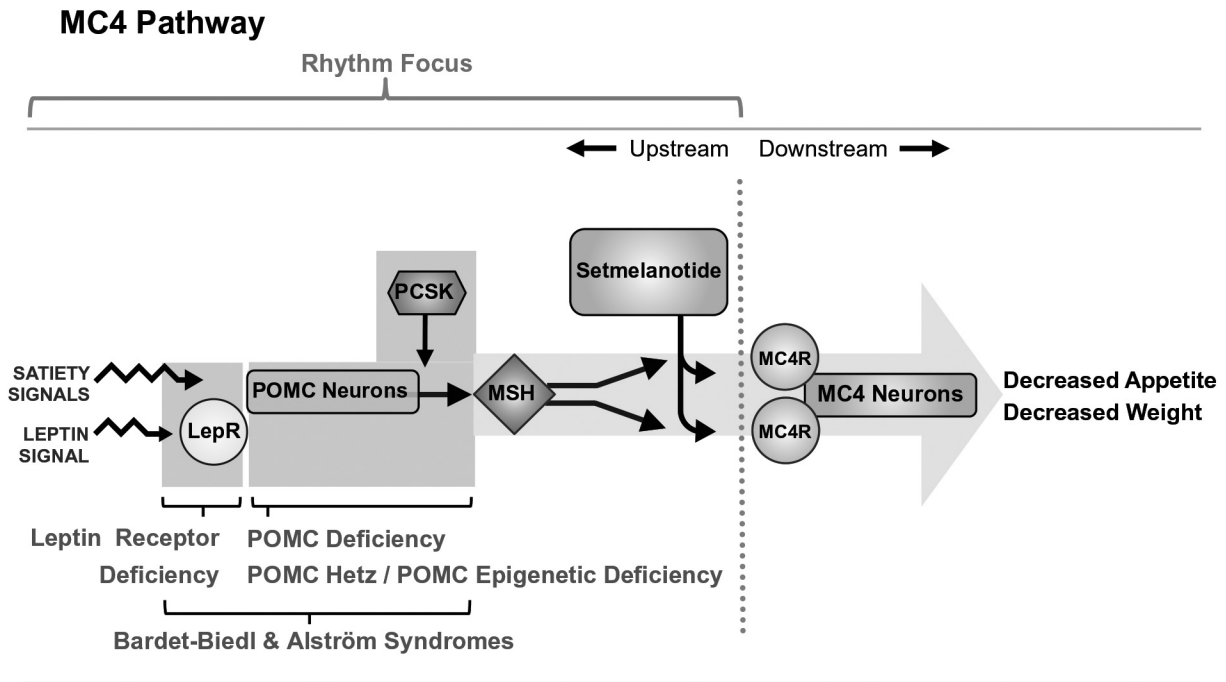 MC4 Pathway
Rhythm Focus
Upstream Downstream
Setmelanotide
PCSK
SATIETY
SIGNALS
POMC Neurons
MSH
MC4R
MC4 Neurons
Decreased Appetite
Decreased Weight
LEPTIN
SIGNAL
LepR
MC4R
Leptin Receptor
Deficiency
POMC Deficiency
POMC Hetz / POMC Epigenetic Deficiency
Bardet-Biedl & Alström Syndromes